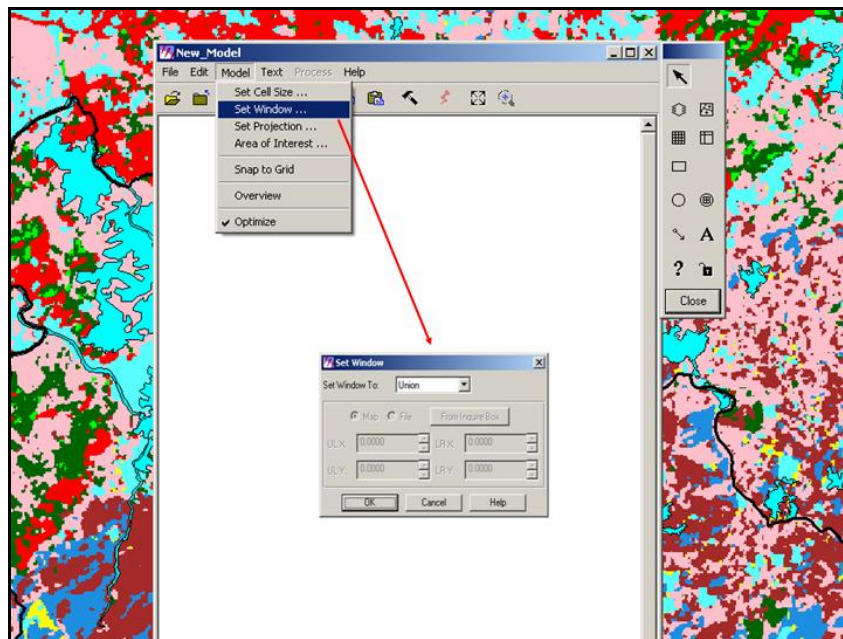 New_Model
File Edit Model Text Process Help
Set Cell Size ...
Set Window ...
Set Projection ...
Area of Interest ...
Snap to Grid
Overview
Optimize
A
?
Close
Set Window
Set Window To: Union
Map File From Inquire Box
ULX: 0.0000 LRX: 0.0000
ULY: 0.0000 LRY: 0.0000
OK Cancel Help